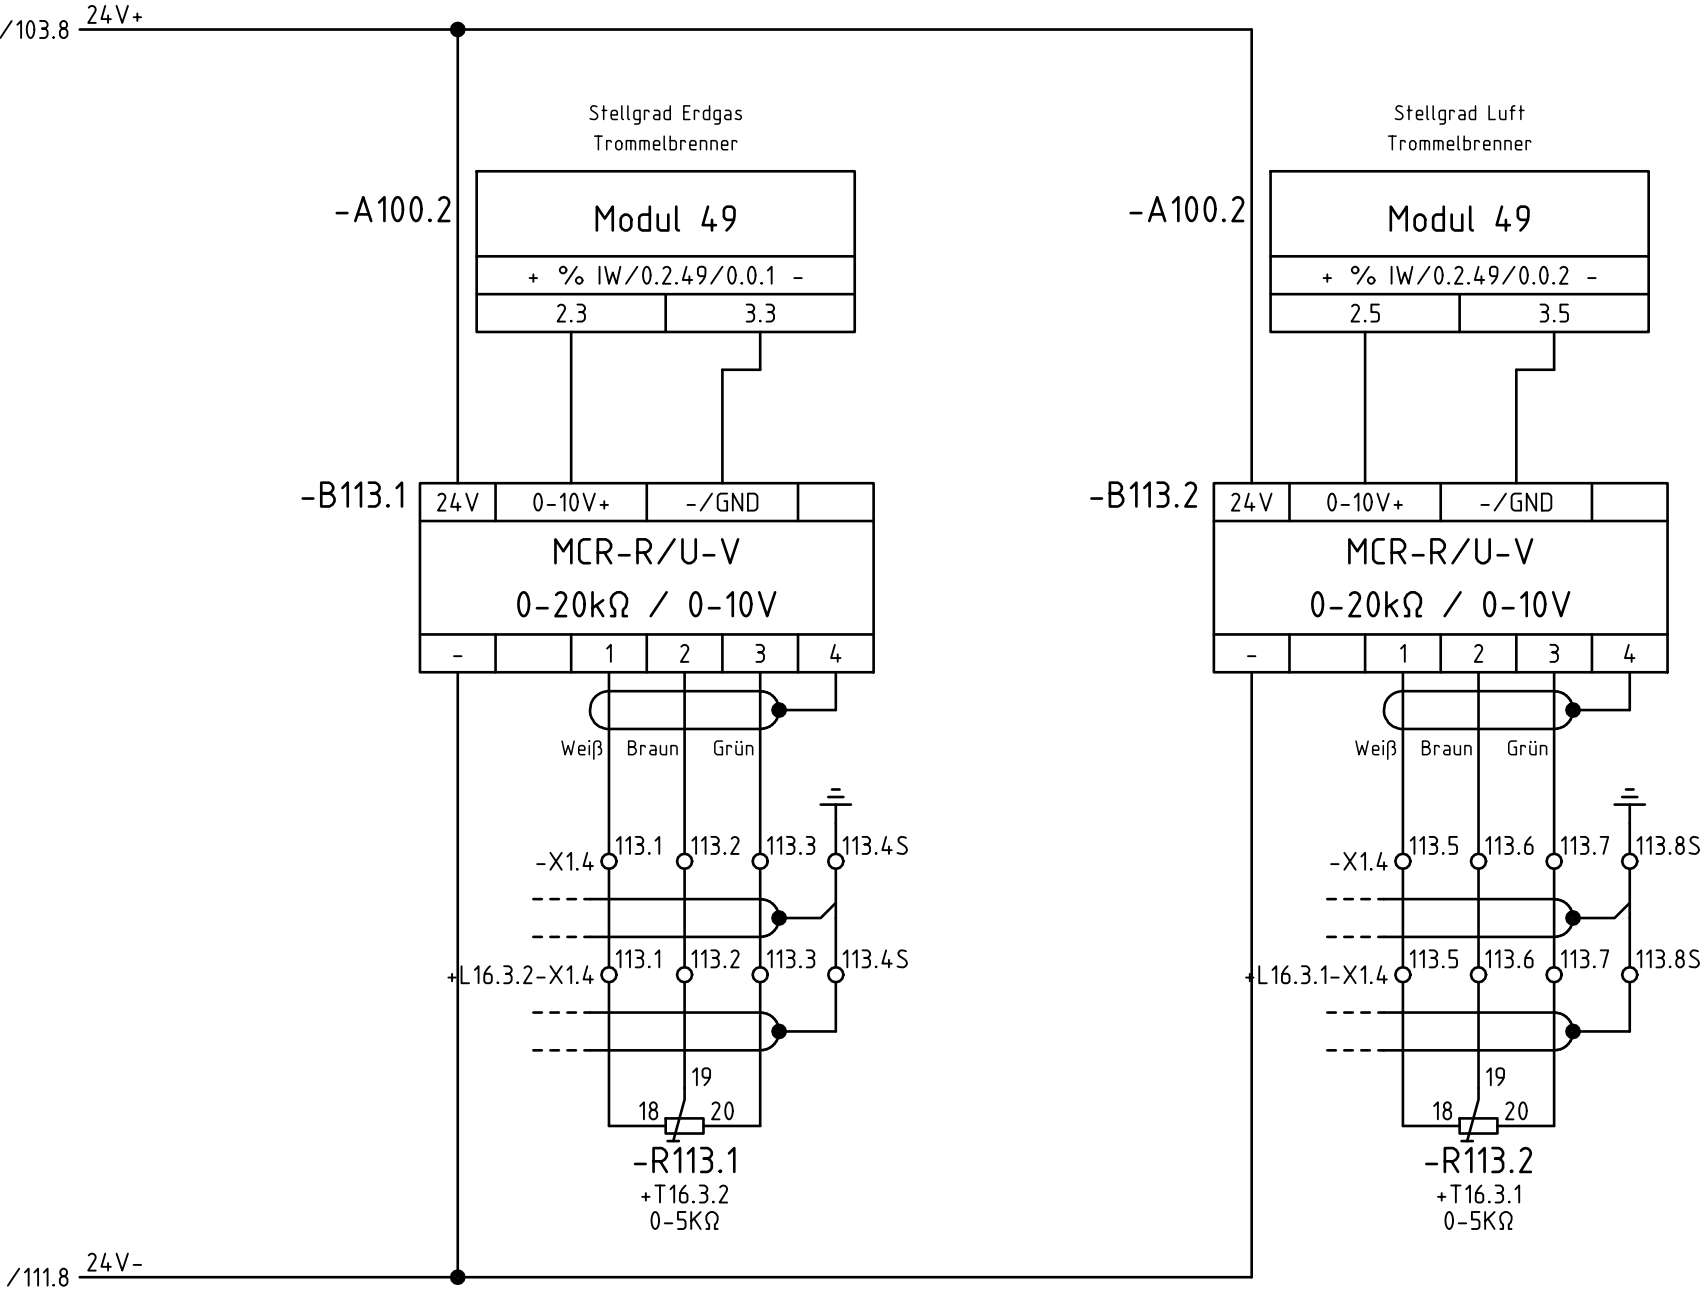 24V+
/103.8
Stellgrad Erdgas
Trommelbrenner
Stellgrad Luft
Trommelbrenner
-A100.2
Modul 49
+ % IW/0.2.49/0.0.1 -
2.3 3.3
-A100.2
Modul 49
+ % IW/0.2.49/0.0.2 -
2.5 3.5
-B113.1
24V 0-10V+ -/GND
MCR-R/U-V
0-20kΩ / 0-10V
- 1 2 3 4
Weiß Braun Grün
-B113.2
24V 0-10V+ -/GND
MCR-R/U-V
0-20kΩ / 0-10V
- 1 2 3 4
Weiß Braun Grün
-X1.4 113.1 113.2 113.3 113.4S
+L16.3.2-X1.4 113.1 113.2 113.3 113.4S
19
18 20
-R113.1
+T16.3.2
0-5KΩ
-X1.4 113.5 113.6 113.7 113.8S
+L16.3.1-X1.4 113.5 113.6 113.7 113.8S
19
18 20
-R113.2
+T16.3.1
0-5KΩ
24V-
/111.8